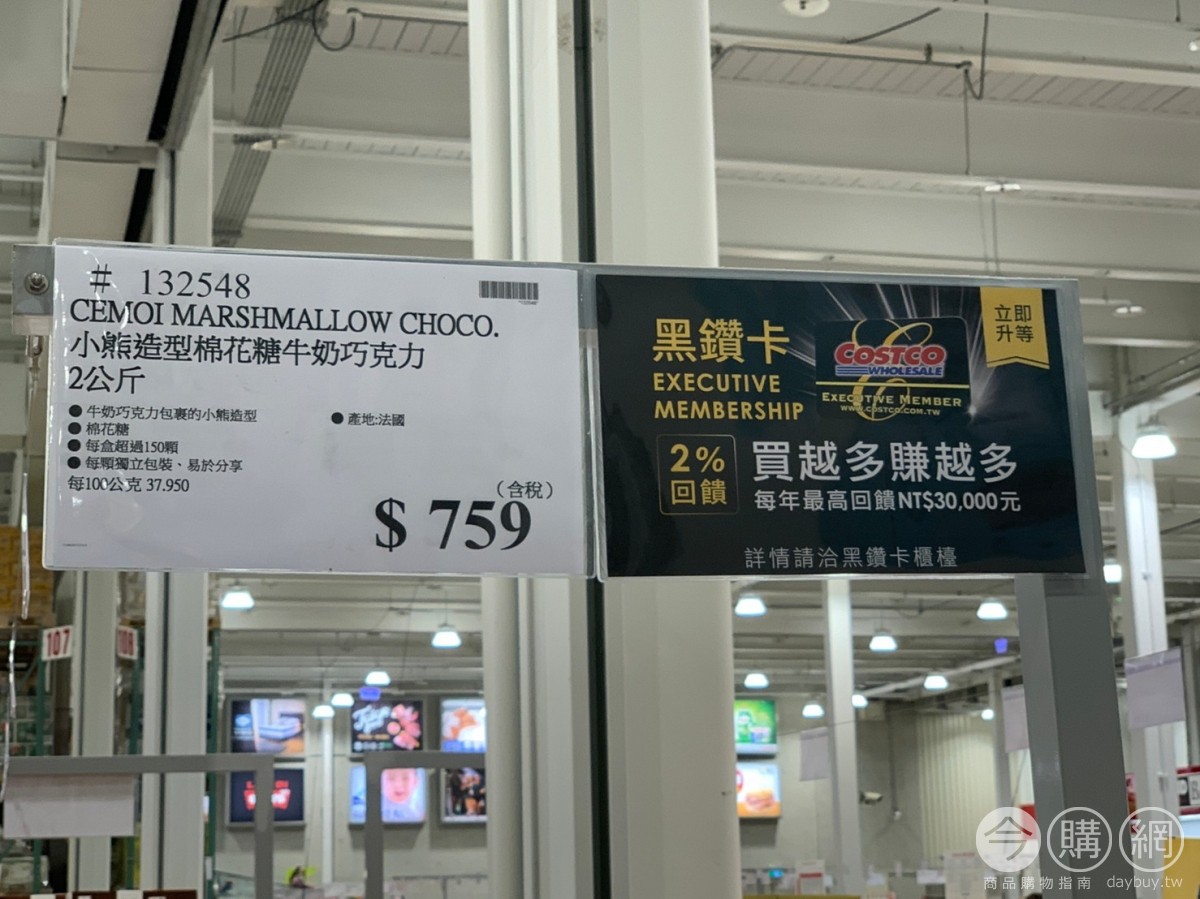 # 132548
CEMOI MARSHMALLOW CHOCO.
小熊造型棉花糖牛奶巧克力
2公斤
● 牛奶巧克力包裹的小熊造型
● 棉花糖
● 每盒超過150顆
● 每顆獨立包裝、易於分享
每100公克 37.950
● 產地:法國
(含稅)
$ 759
黑鑽卡
EXECUTIVE
MEMBERSHIP
COSTCO
WHOLESALE
EXECUTIVE MEMBER
WWW.COSTCO.COM.TW
立即
升等
2%
回饋
買越多賺越多
每年最高回饋NT$30,000元
詳情請洽黑鑽卡櫃檯
107
108
今購網
商品購物指南 daybuy.tw